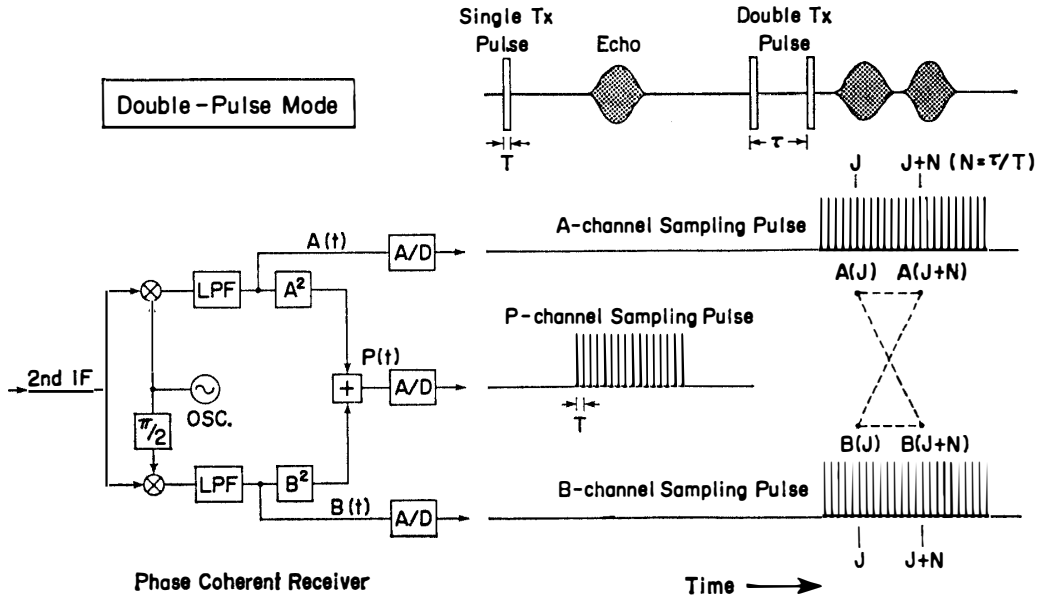 Single Tx
Pulse
Echo
Double Tx
Pulse
Double-Pulse Mode
T
τ
J
J+N (N=τ/T)
A-channel Sampling Pulse
A(t)
A/D
LPF
A²
A(J)
A(J+N)
P-channel Sampling Pulse
2nd IF
P(t)
+
A/D
OSC.
T
π/2
B(J)
B(J+N)
LPF
B²
B-channel Sampling Pulse
B(t)
A/D
J
J+N
Phase Coherent Receiver
Time